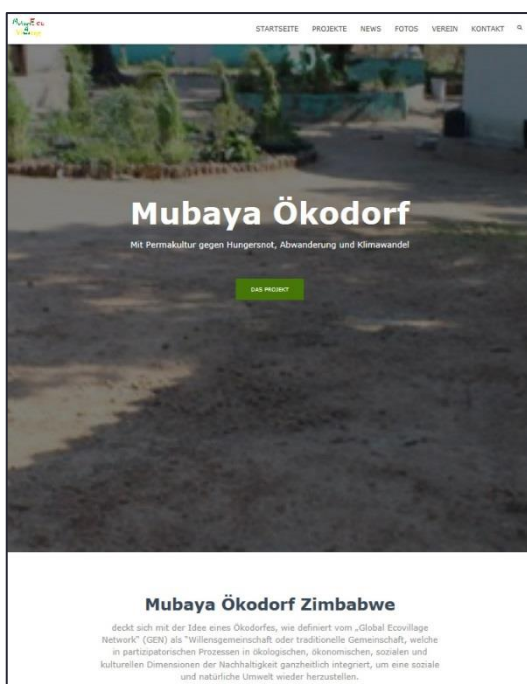 STARTSEITE PROJEKTE NEWS FOTOS VEREIN KONTAKT
Mubaya Ökodorf
Mit Permakultur gegen Hungersnot, Abwanderung und Klimawandel
DAS PROJEKT
Mubaya Ökodorf Zimbabwe
deckt sich mit der Idee eines Ökodorfes, wie definiert vom „Global Ecovillage
Network“ (GEN) als "Willensgemeinschaft oder traditionelle Gemeinschaft, welche
in partizipatorischen Prozessen in ökologischen, ökonomischen, sozialen und
kulturellen Dimensionen der Nachhaltigkeit ganzheitlich integriert, um eine soziale
und natürliche Umwelt wieder herzustellen.